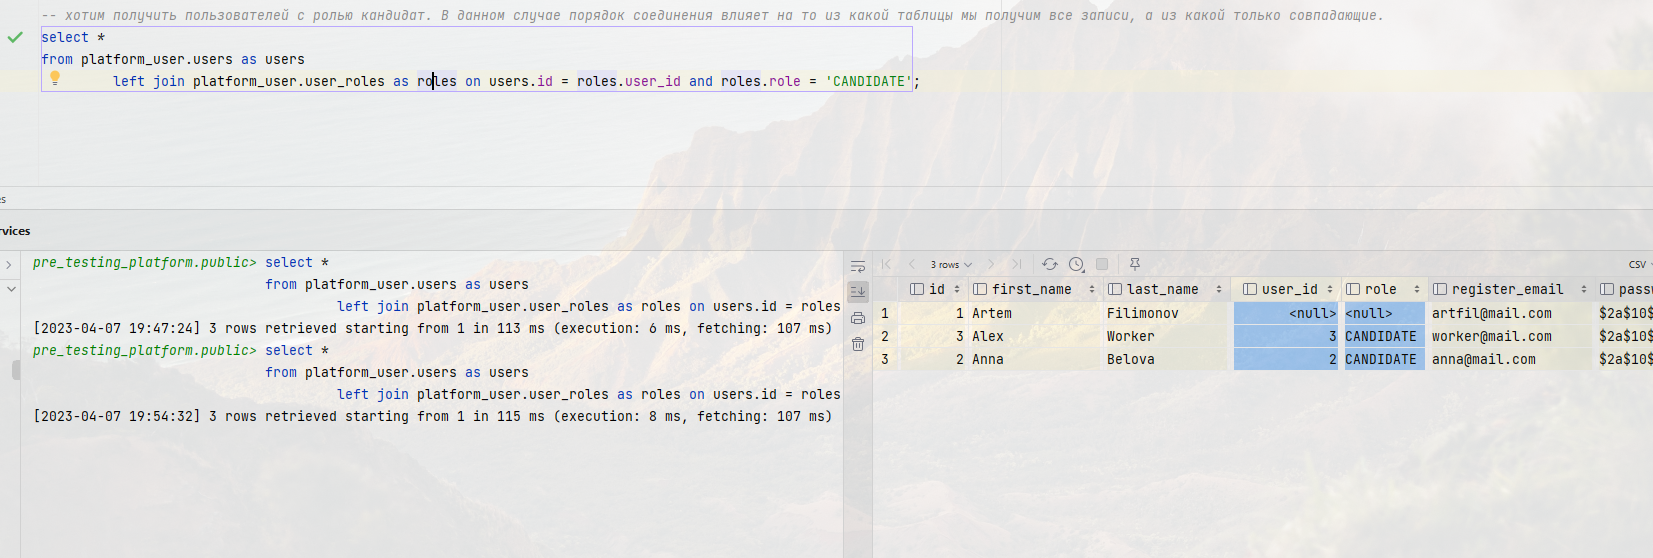 -- хотим получить пользователей с ролью кандидат. В данном случае порядок соединения влияет на то из какой таблицы мы получим все записи, а из какой только совпадающие.
select *
from platform_user.users as users
left join platform_user.user_roles as roles on users.id = roles.user_id and roles.role = 'CANDIDATE';
es
rvices
pre_testing_platform.public> select *
from platform_user.users as users
left join platform_user.user_roles as roles on users.id = roles
[2023-04-07 19:47:24] 3 rows retrieved starting from 1 in 113 ms (execution: 6 ms, fetching: 107 ms)
pre_testing_platform.public> select *
from platform_user.users as users
left join platform_user.user_roles as roles on users.id = roles
[2023-04-07 19:54:32] 3 rows retrieved starting from 1 in 115 ms (execution: 8 ms, fetching: 107 ms)
3 rows CSV
id first_name last_name user_id role register_email passw
1 1 Artem Filimonov <null> <null> artfil@mail.com $2a$10$
2 3 Alex Worker 3 CANDIDATE worker@mail.com $2a$10$
3 2 Anna Belova 2 CANDIDATE anna@mail.com $2a$10$